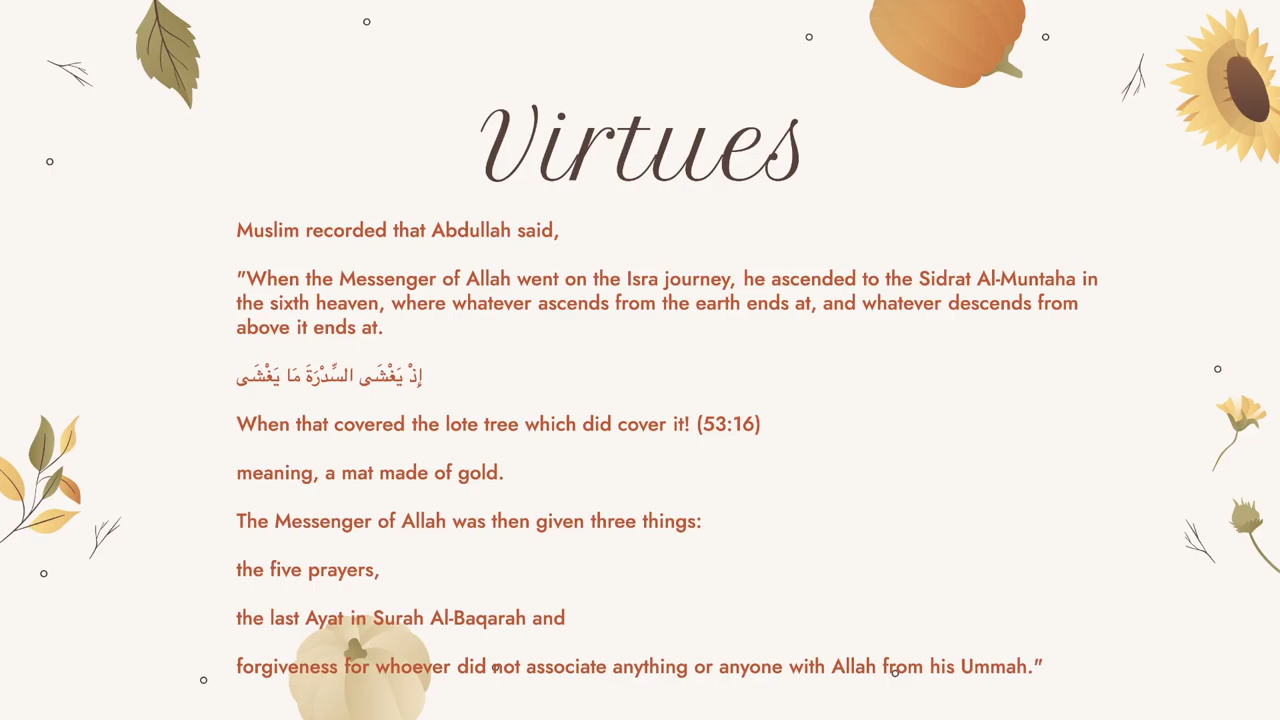 Virtues
Muslim recorded that Abdullah said,
"When the Messenger of Allah went on the Isra journey, he ascended to the Sidrat Al-Muntaha in
the sixth heaven, where whatever ascends from the earth ends at, and whatever descends from
above it ends at.
إِذْ يَغْشَى السِّدْرَةَ مَا يَغْشَى
When that covered the lote tree which did cover it! (53:16)
meaning, a mat made of gold.
The Messenger of Allah was then given three things:
the five prayers,
the last Ayat in Surah Al-Baqarah and
forgiveness for whoever did not associate anything or anyone with Allah from his Ummah."